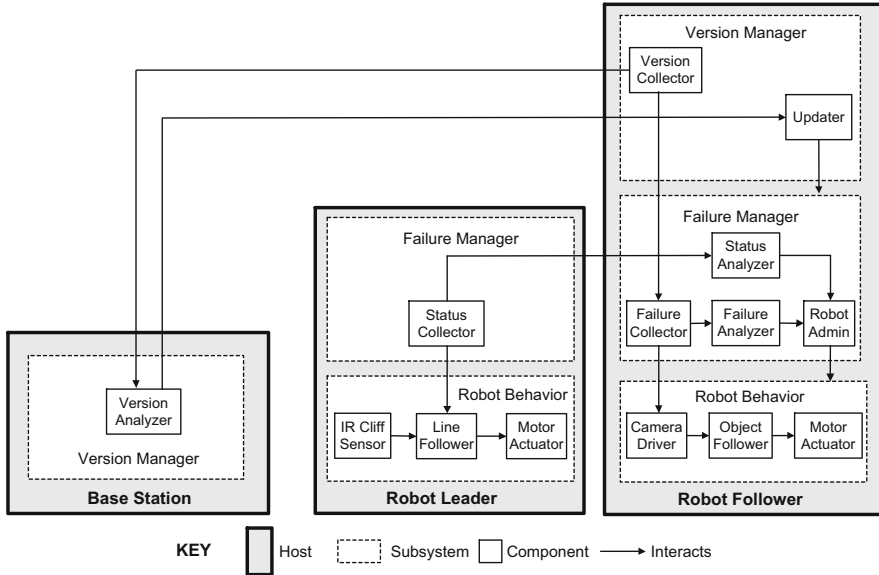 Version Manager
Version
Collector
Updater
Failure Manager
Status
Analyzer
Failure
Collector
Failure
Analyzer
Robot
Admin
Robot Behavior
Camera
Driver
Object
Follower
Motor
Actuator
Robot Follower
Failure Manager
Status
Collector
Robot Behavior
IR Cliff
Sensor
Line
Follower
Motor
Actuator
Robot Leader
Version
Analyzer
Version Manager
Base Station
KEY
Host
Subsystem
Component
Interacts